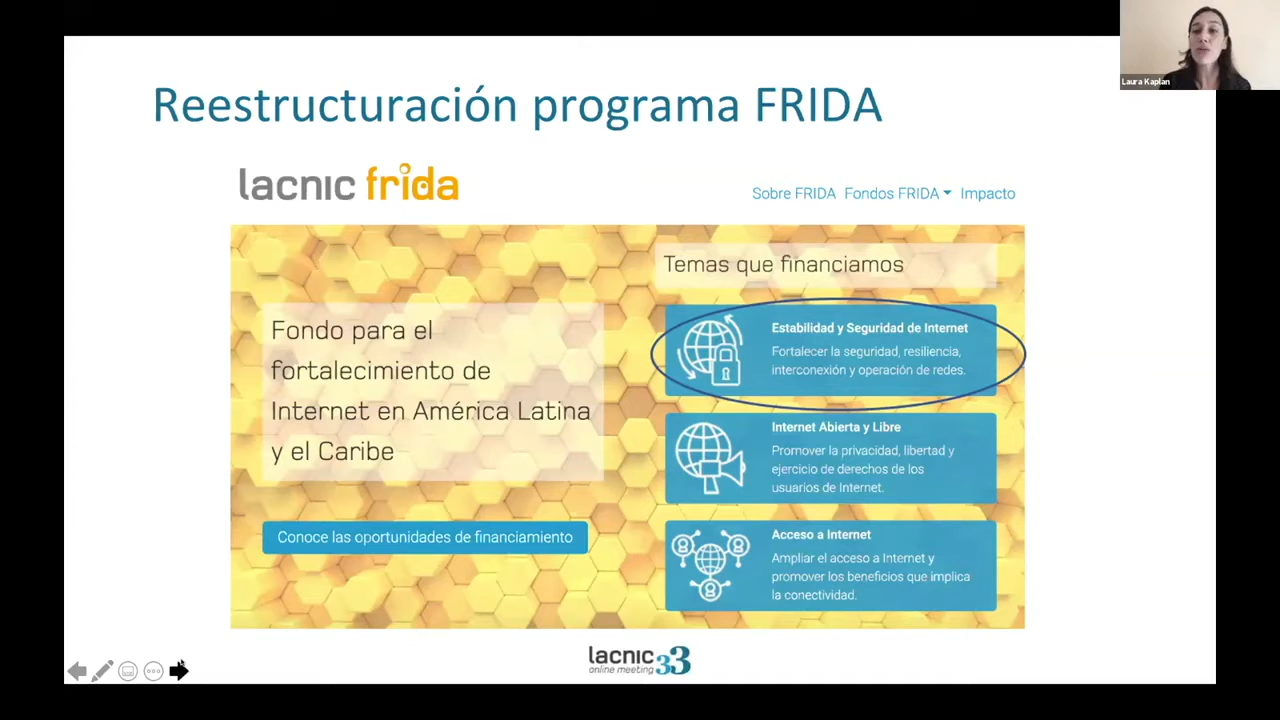 Laura Kaplan
Reestructuración programa FRIDA
lacnic frida
Sobre FRIDA Fondos FRIDA Impacto
Fondo para el
fortalecimiento de
Internet en América Latina
y el Caribe
Conoce las oportunidades de financiamiento
Temas que financiamos
Estabilidad y Seguridad de Internet
Fortalecer la seguridad, resiliencia,
interconexión y operación de redes.
Internet Abierta y Libre
Promover la privacidad, libertad y
ejercicio de derechos de los
usuarios de Internet.
Acceso a Internet
Ampliar el acceso a Internet y
promover los beneficios que implica
la conectividad.
lacnic 33
online meeting